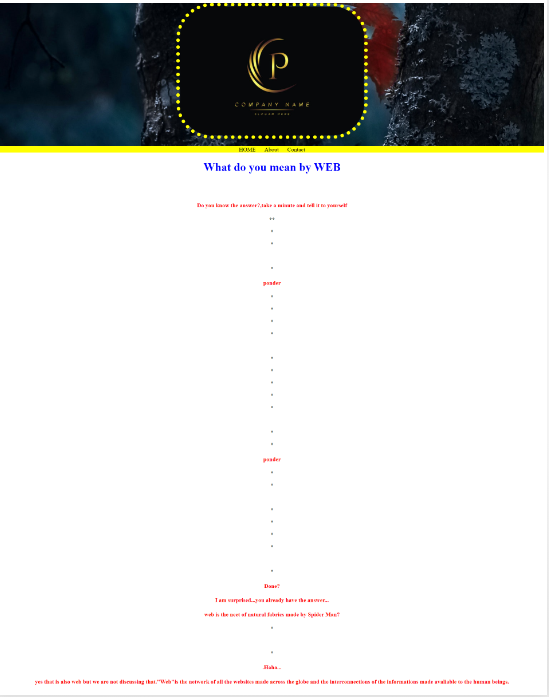 P
COMPANY NAME
SLOGAN HERE
HOME About Contact
What do you mean by WEB
Do you know the answer?,take a minute and tell it to yourself
**
*
*
*
ponder
*
*
*
*
*
*
*
*
*
*
*
ponder
*
*
*
*
*
*
*
Done?
I am surprised...you already have the answer...
web is the nest of natural fabrics made by Spider Man?
*
*
Haha...
yes that is also web but we are not discussing that."Web"is the network of all the websites made across the globe and the interconnections of the informations made available to the human beings.